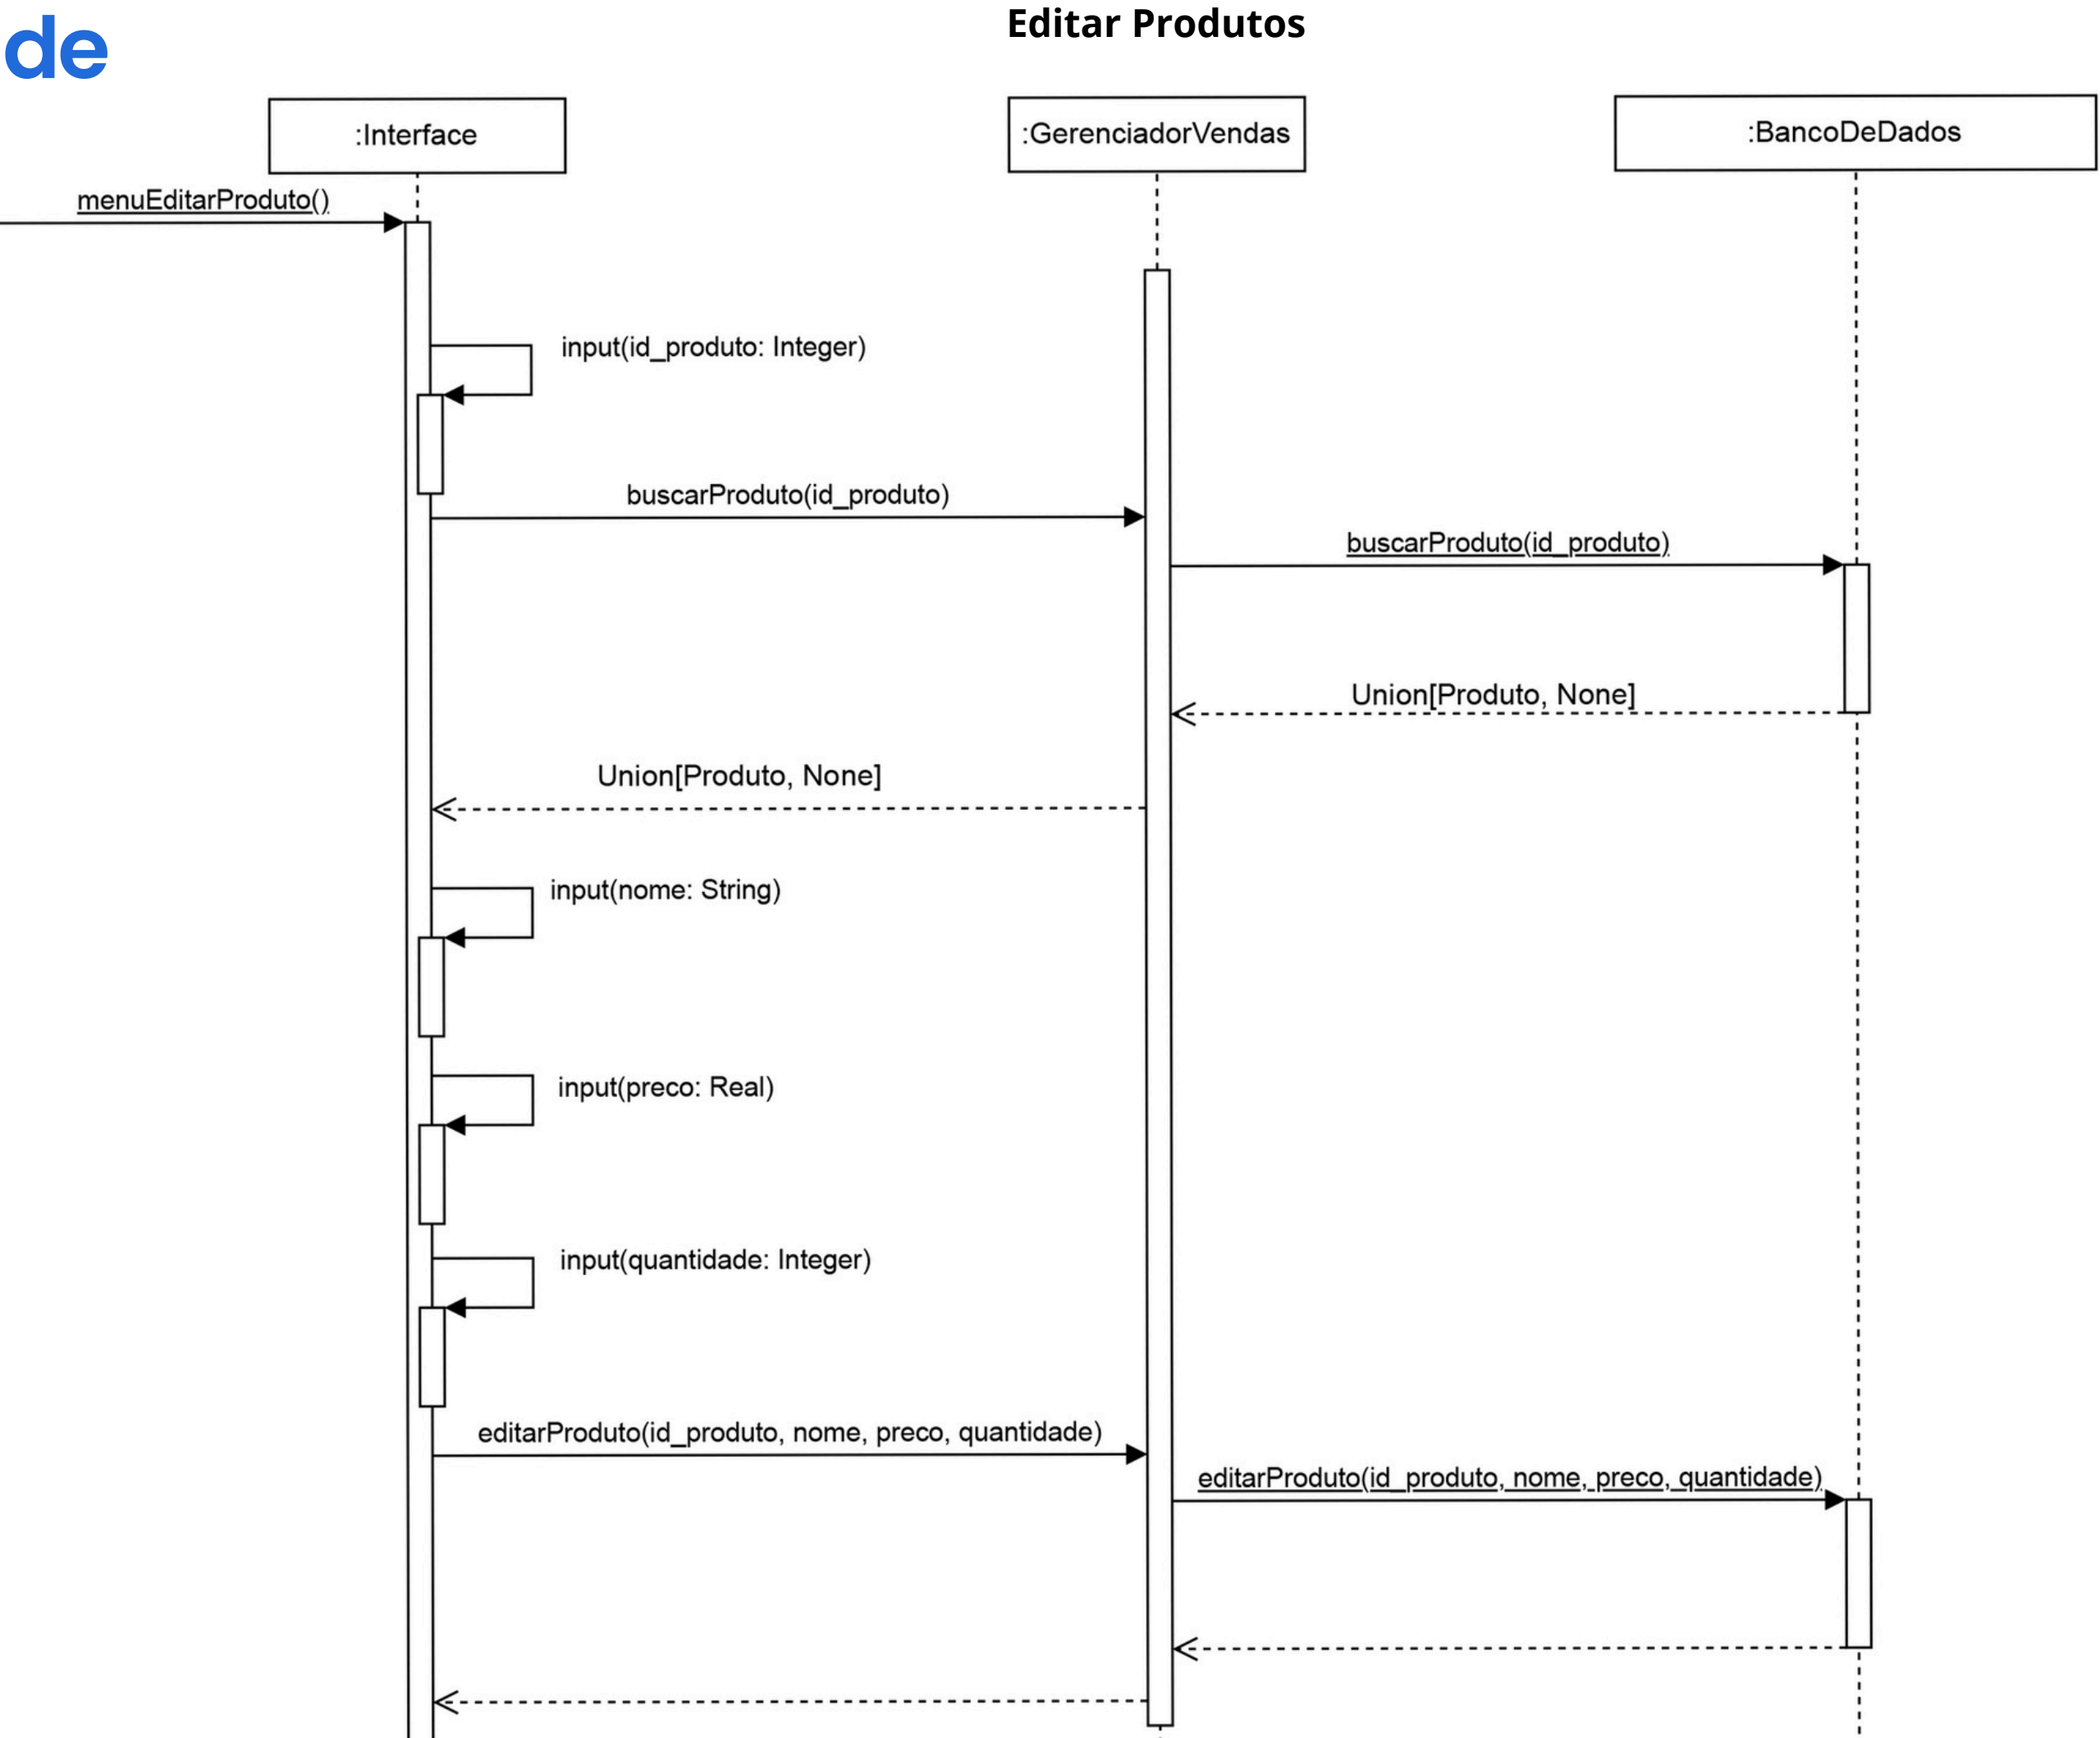 Editar Produtos
de
:Interface
:GerenciadorVendas
:BancoDeDados
menuEditarProduto()
input(id_produto: Integer)
buscarProduto(id_produto)
buscarProduto(id_produto)
Union[Produto, None]
Union[Produto, None]
input(nome: String)
input(preco: Real)
input(quantidade: Integer)
editarProduto(id_produto, nome, preco, quantidade)
editarProduto(id_produto, nome, preco, quantidade)